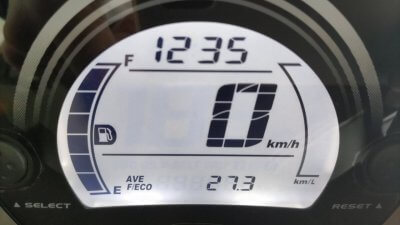 F 1235
0 km/h
E AVE F/ECO 27.3 km/L
▲ SELECT RESET ▲